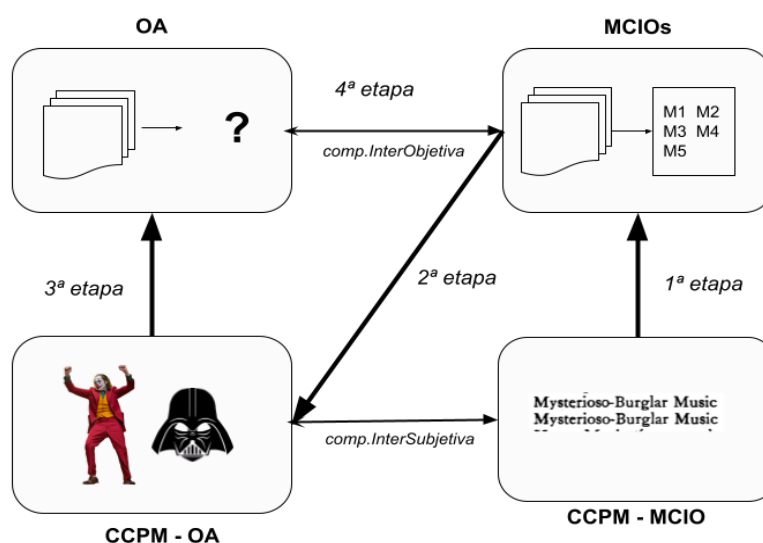 OA
MCIOs
4ª etapa
?
M1 M2
M3 M4
M5
comp.InterObjetiva
3ª etapa
2ª etapa
1ª etapa
Mysterioso-Burglar Music
Mysterioso-Burglar Music
comp.InterSubjetiva
CCPM - OA
CCPM - MCIO